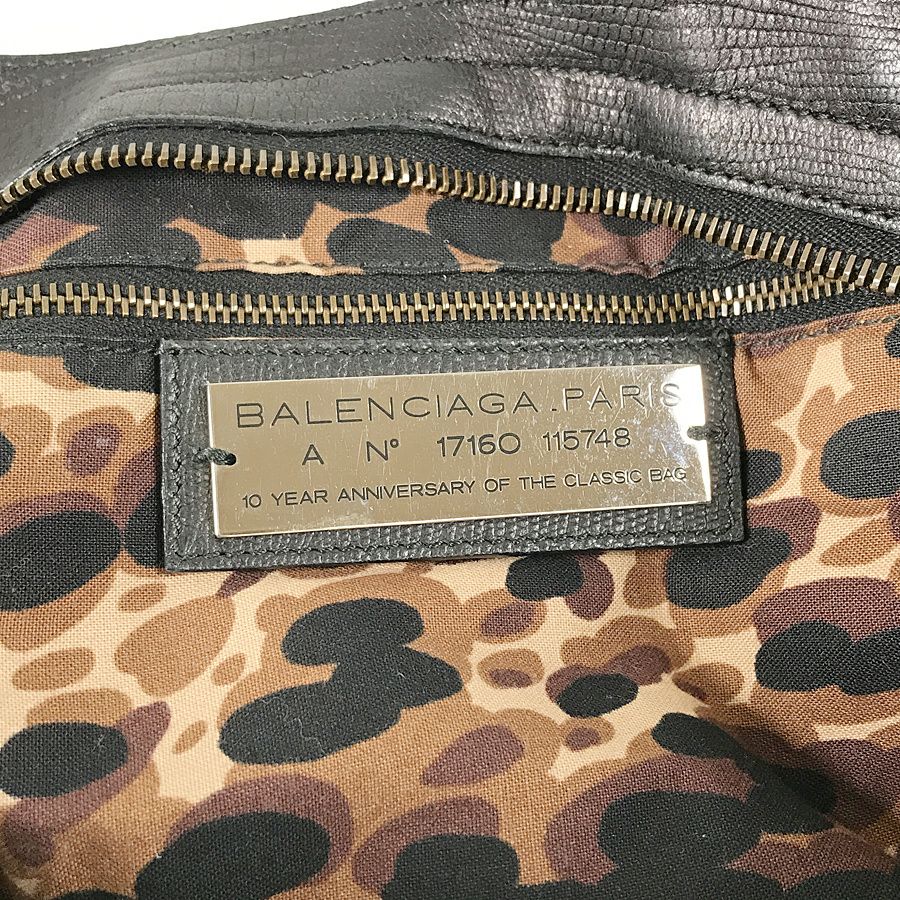 BALENCIAGA.PARIS
A N° 17160 115748
10 YEAR ANNIVERSARY OF THE CLASSIC BAG